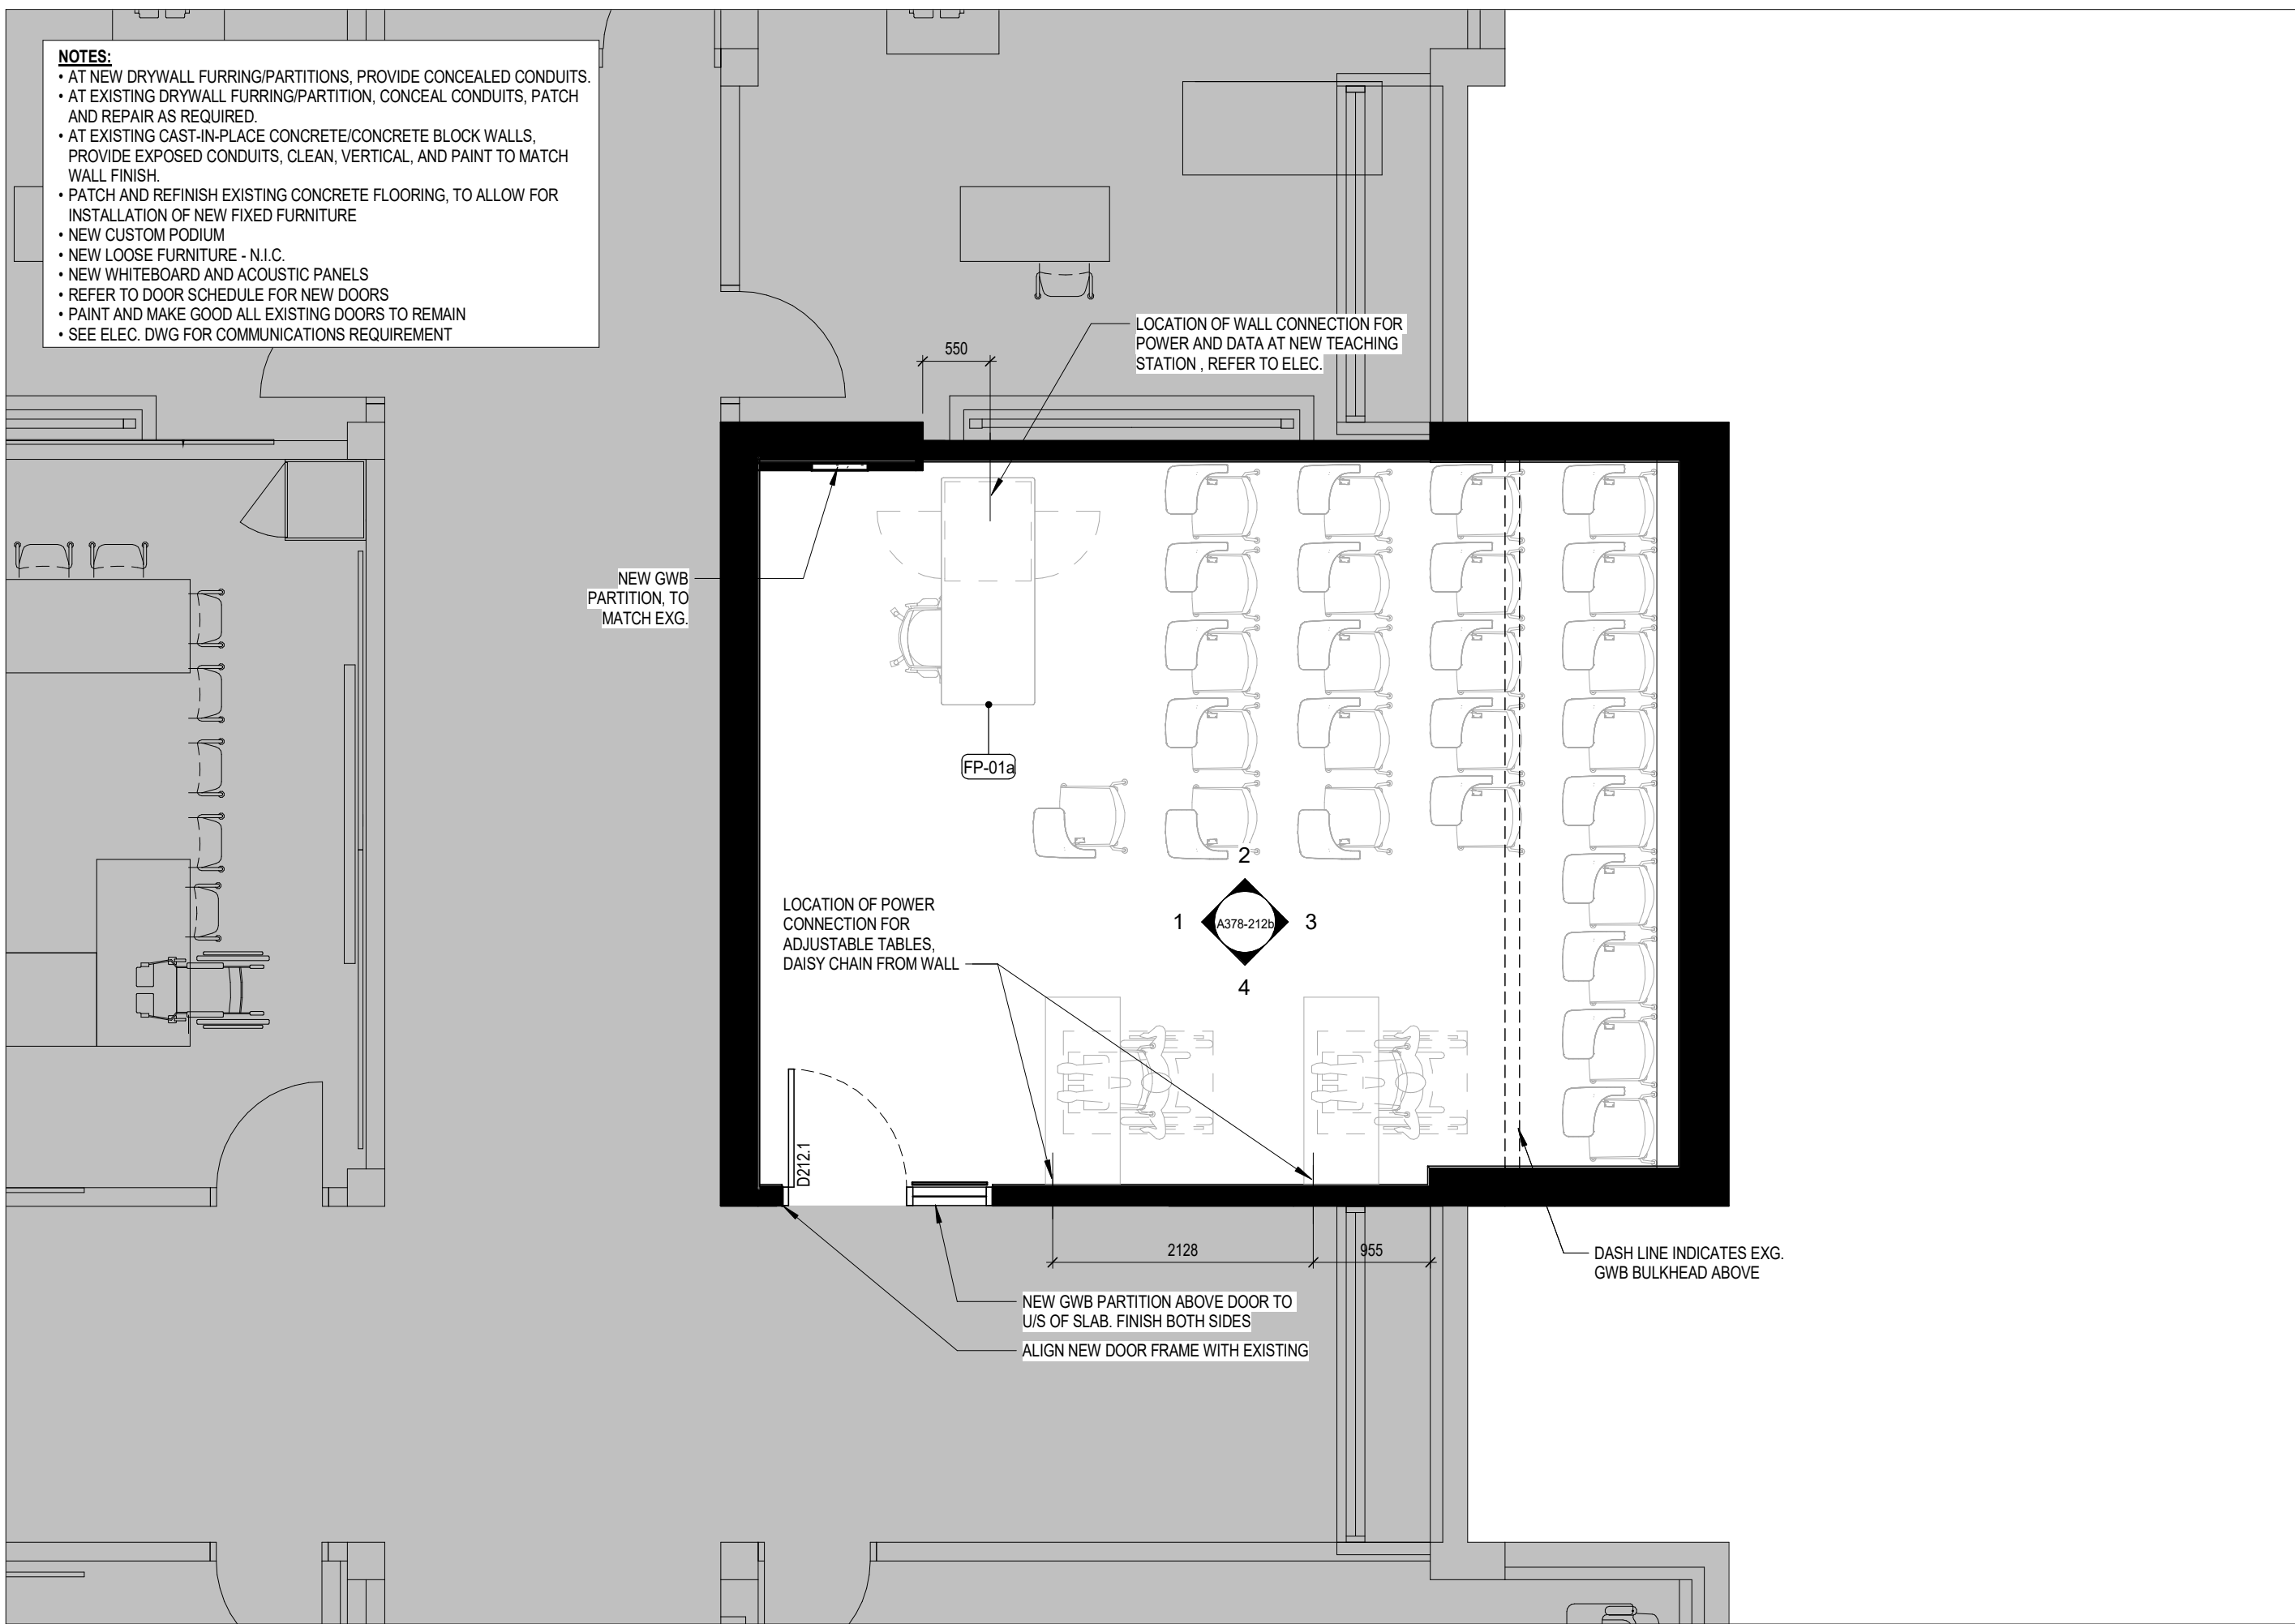 NOTES:
• AT NEW DRYWALL FURRING/PARTITIONS, PROVIDE CONCEALED CONDUITS.
• AT EXISTING DRYWALL FURRING/PARTITION, CONCEAL CONDUITS, PATCH
AND REPAIR AS REQUIRED.
• AT EXISTING CAST-IN-PLACE CONCRETE/CONCRETE BLOCK WALLS,
PROVIDE EXPOSED CONDUITS, CLEAN, VERTICAL, AND PAINT TO MATCH
WALL FINISH.
• PATCH AND REFINISH EXISTING CONCRETE FLOORING, TO ALLOW FOR
INSTALLATION OF NEW FIXED FURNITURE
• NEW CUSTOM PODIUM
• NEW LOOSE FURNITURE - N.I.C.
• NEW WHITEBOARD AND ACOUSTIC PANELS
• REFER TO DOOR SCHEDULE FOR NEW DOORS
• PAINT AND MAKE GOOD ALL EXISTING DOORS TO REMAIN
• SEE ELEC. DWG FOR COMMUNICATIONS REQUIREMENT
LOCATION OF WALL CONNECTION FOR
POWER AND DATA AT NEW TEACHING
STATION , REFER TO ELEC.
550
NEW GWB
PARTITION, TO
MATCH EXG.
FP-01a
2
1
A378-212b
3
4
LOCATION OF POWER
CONNECTION FOR
ADJUSTABLE TABLES,
DAISY CHAIN FROM WALL
D212.1
2128
955
DASH LINE INDICATES EXG.
GWB BULKHEAD ABOVE
NEW GWB PARTITION ABOVE DOOR TO
U/S OF SLAB. FINISH BOTH SIDES
ALIGN NEW DOOR FRAME WITH EXISTING